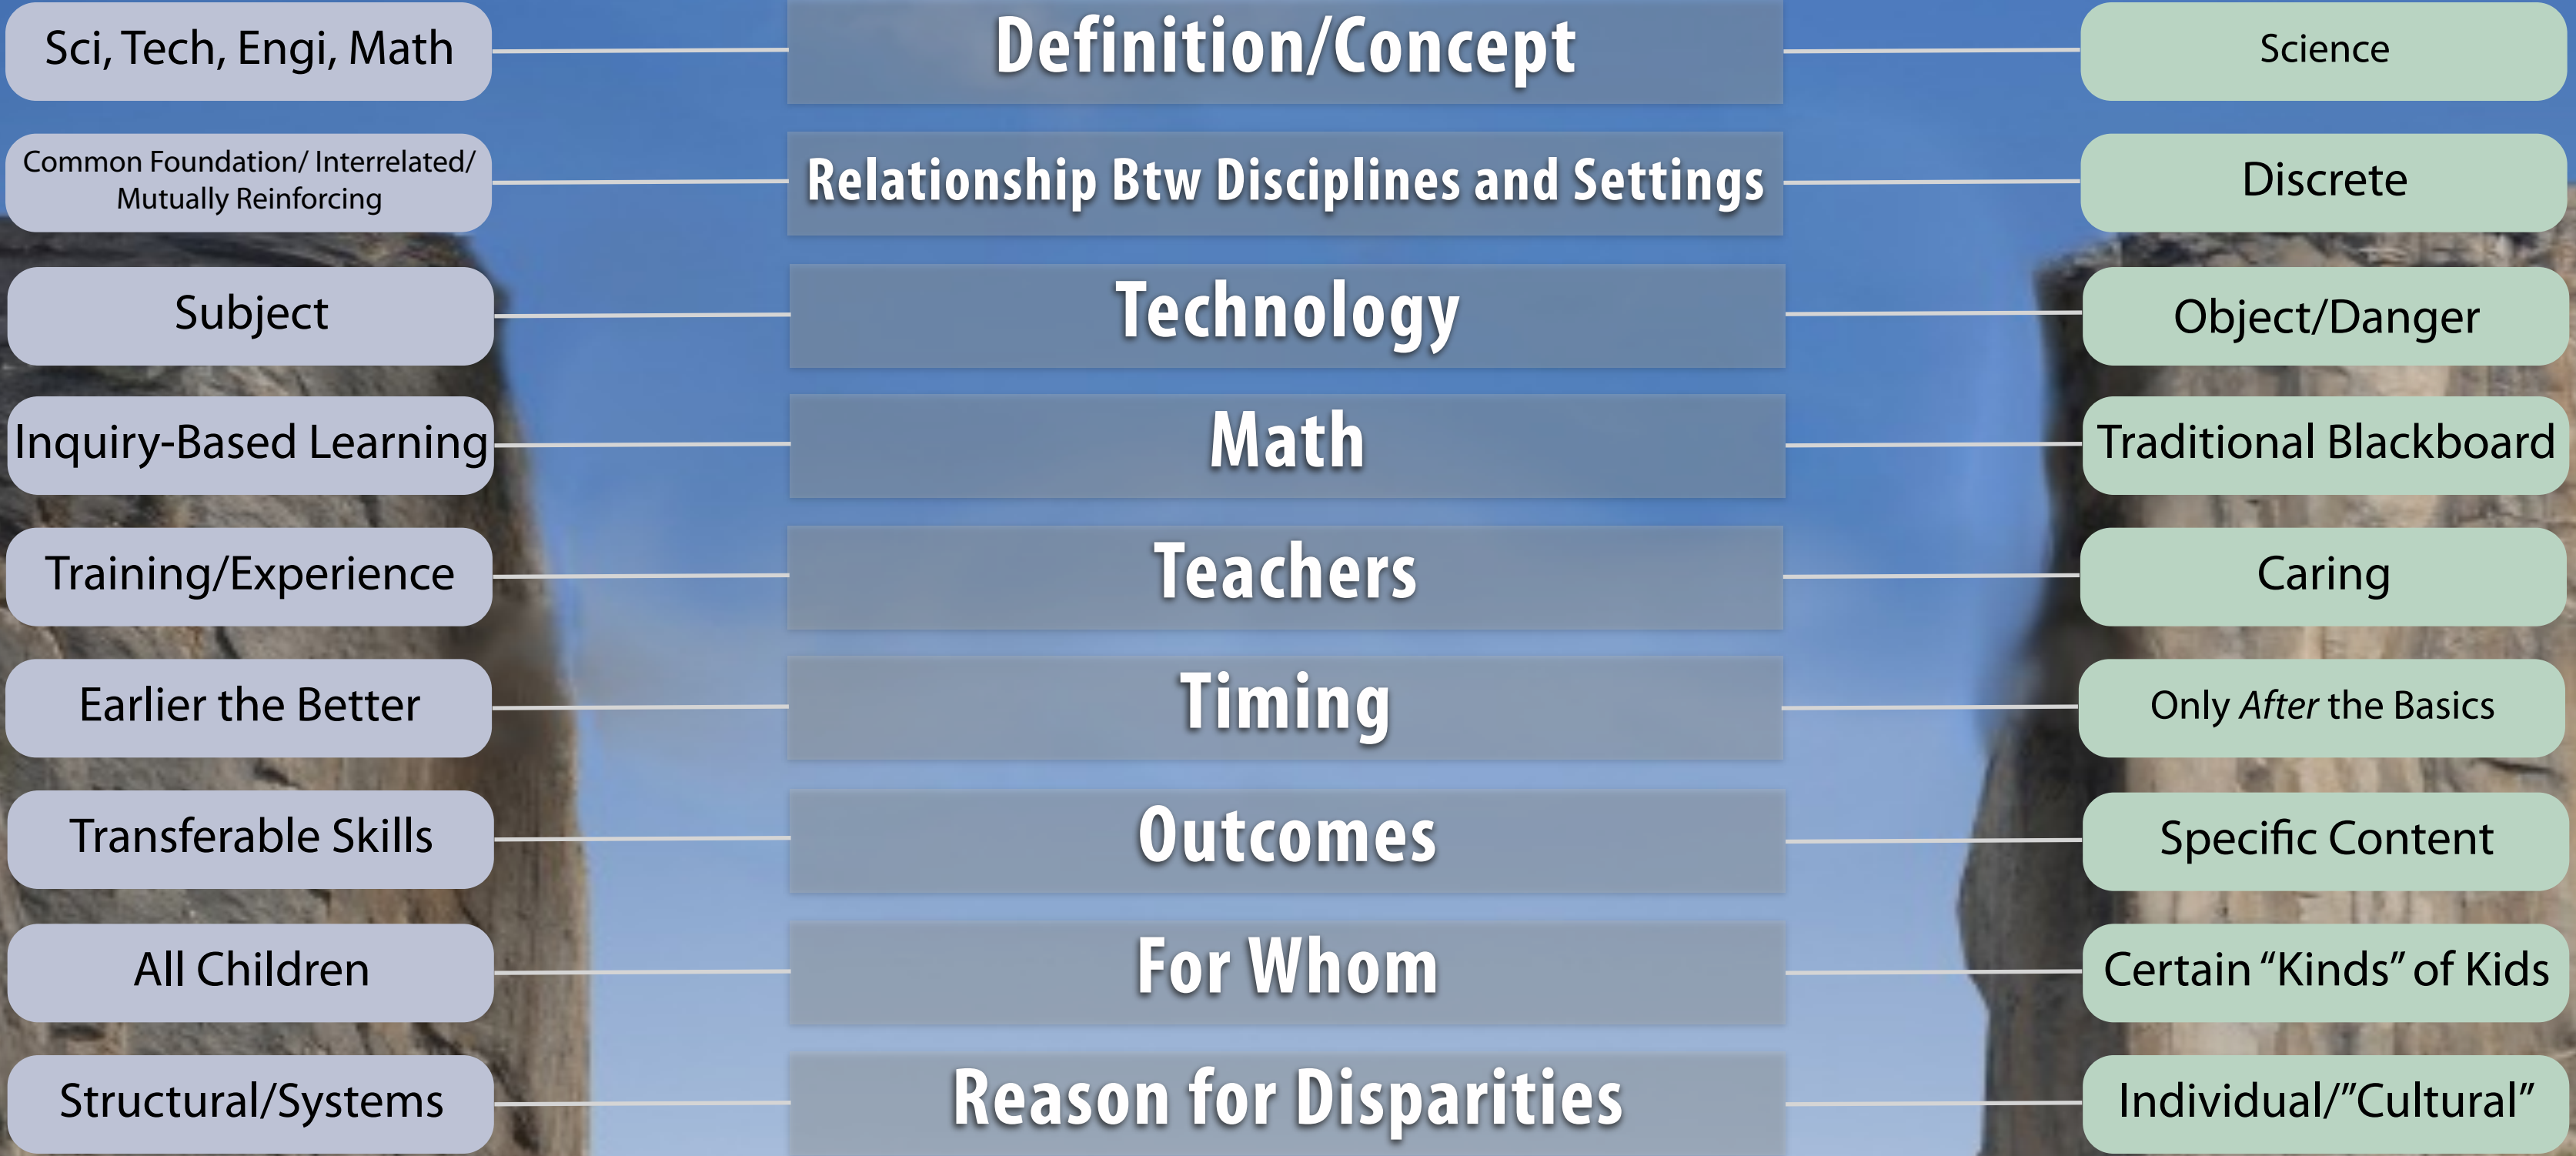 Sci, Tech, Engi, Math
Definition/Concept
Science
Common Foundation/ Interrelated/
Mutually Reinforcing
Relationship Btw Disciplines and Settings
Discrete
Subject
Technology
Object/Danger
Inquiry-Based Learning
Math
Traditional Blackboard
Training/Experience
Teachers
Caring
Earlier the Better
Timing
Only After the Basics
Transferable Skills
Outcomes
Specific Content
All Children
For Whom
Certain “Kinds” of Kids
Structural/Systems
Reason for Disparities
Individual/”Cultural”